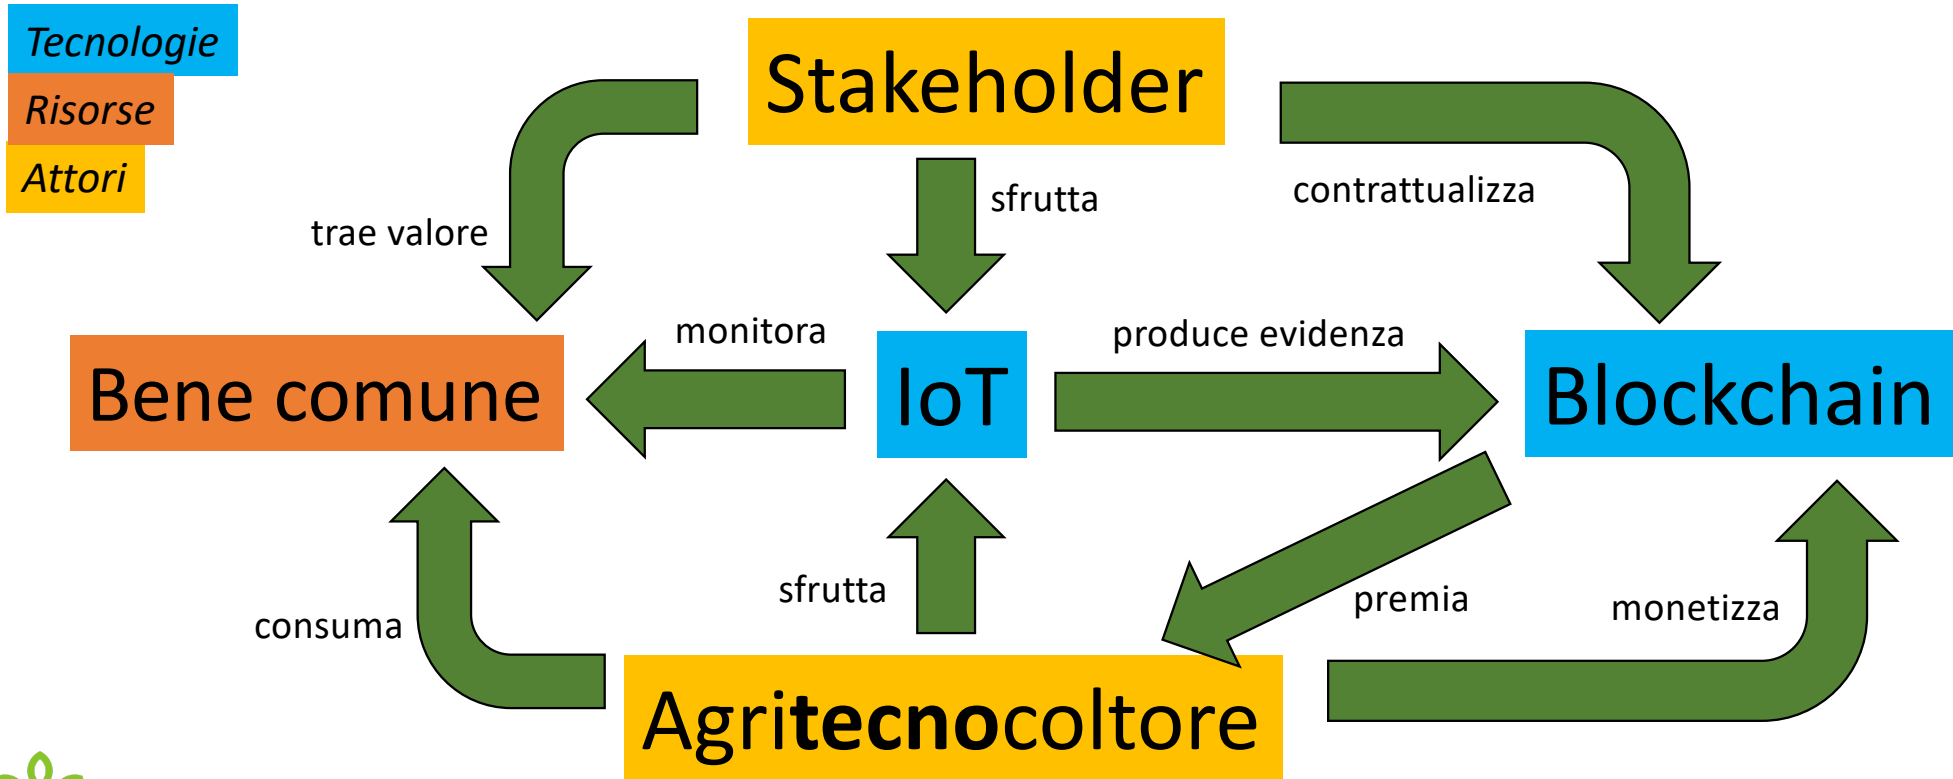 Tecnologie
Risorse
Attori
Stakeholder
trae valore
sfrutta
contrattualizza
monitora
produce evidenza
Bene comune
IoT
Blockchain
consuma
sfrutta
premia
monetizza
Agritecnocoltore